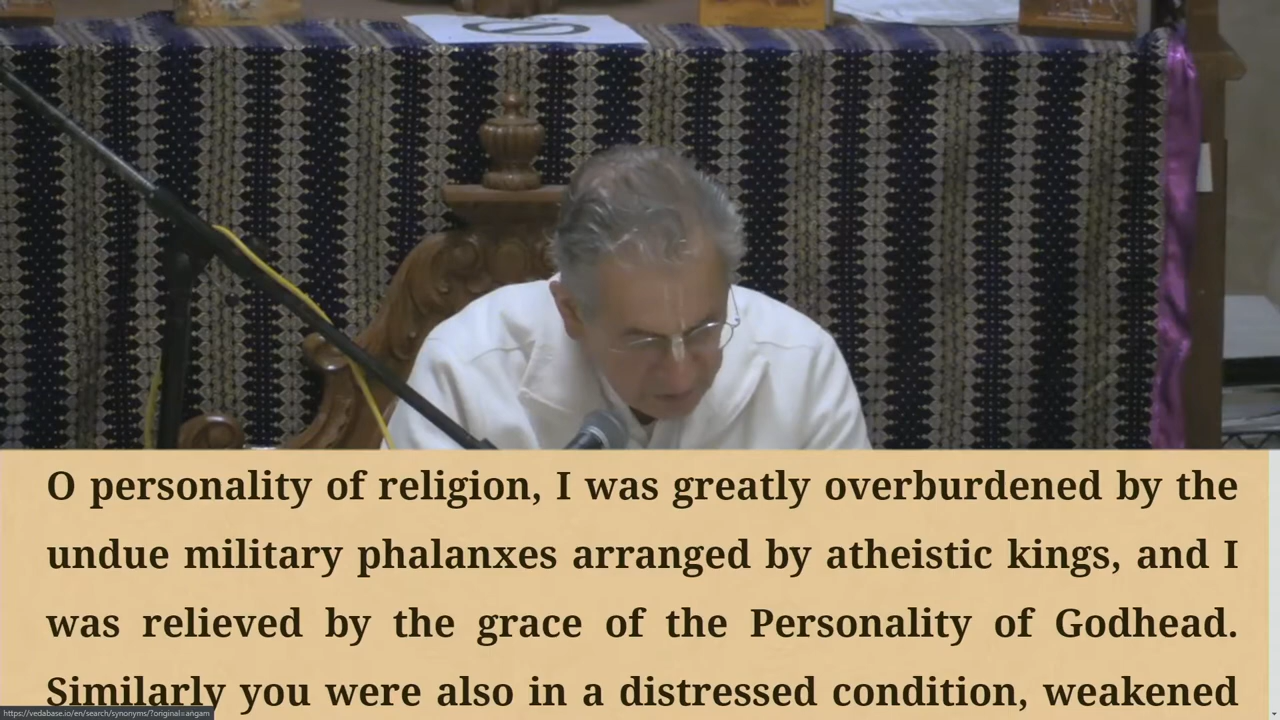 O personality of religion, I was greatly overburdened by the
undue military phalanxes arranged by atheistic kings, and I
was relieved by the grace of the Personality of Godhead.
Similarly you were also in a distressed condition, weakened
https://vedabase.io/en/search/synonyms/?original=angam